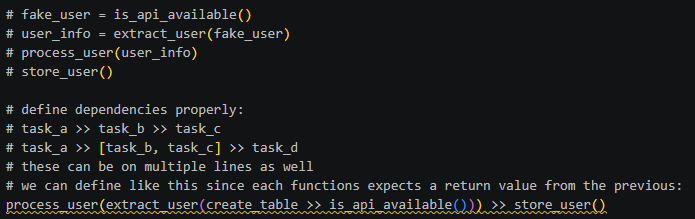 # fake_user = is_api_available()
# user_info = extract_user(fake_user)
# process_user(user_info)
# store_user()
# define dependencies properly:
# task_a >> task_b >> task_c
# task_a >> [task_b, task_c] >> task_d
# these can be on multiple lines as well
# we can define like this since each functions expects a return value from the previous:
process_user(extract_user(create_table >> is_api_available())) >> store_user()